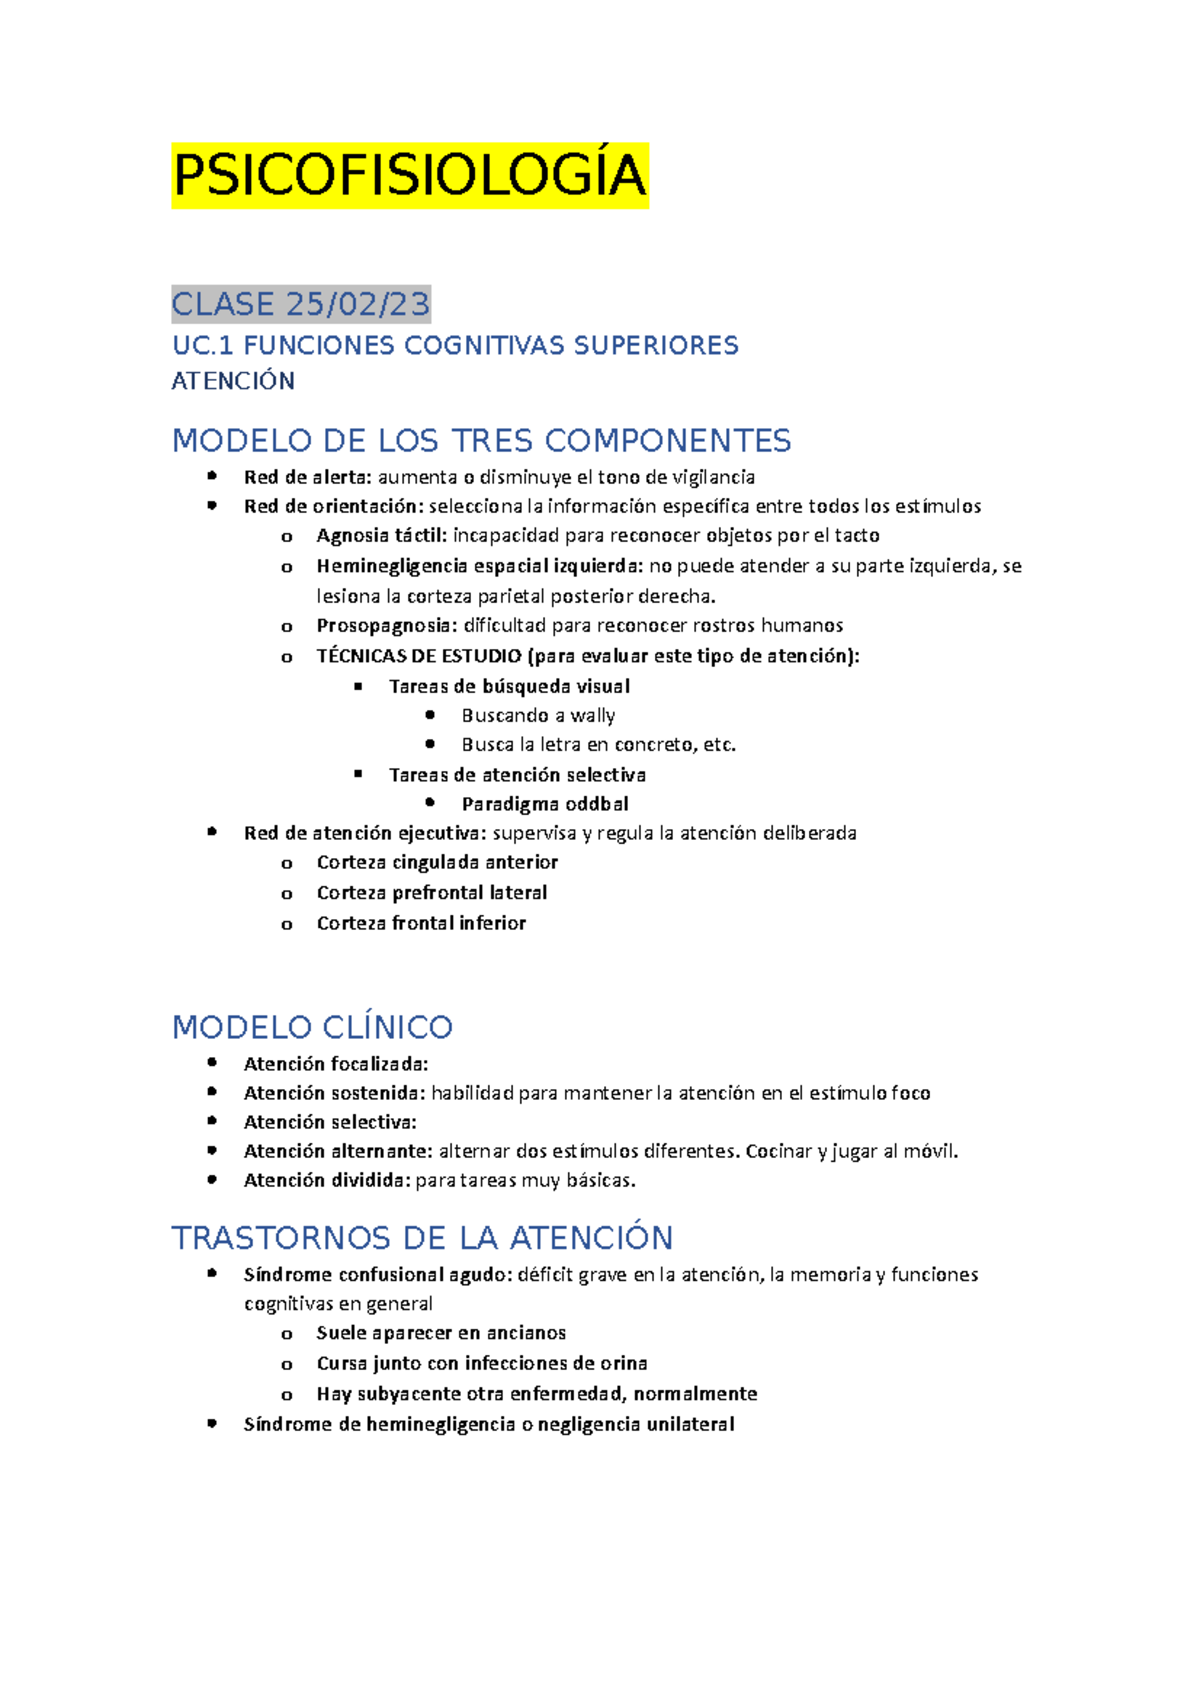 PSICOFISIOLOGÍA
CLASE 25/02/23
UC.1 FUNCIONES COGNITIVAS SUPERIORES
ATENCIÓN
MODELO DE LOS TRES COMPONENTES
• Red de alerta: aumenta o disminuye el tono de vigilancia
• Red de orientación: selecciona la información específica entre todos los estímulos
o Agnosia táctil: incapacidad para reconocer objetos por el tacto
o Heminegligencia espacial izquierda: no puede atender a su parte izquierda, se
lesiona la corteza parietal posterior derecha.
o Prosopagnosia: dificultad para reconocer rostros humanos
o TÉCNICAS DE ESTUDIO (para evaluar este tipo de atención):
▪ Tareas de búsqueda visual
• Buscando a wally
• Busca la letra en concreto, etc.
▪ Tareas de atención selectiva
• Paradigma oddbal
• Red de atención ejecutiva: supervisa y regula la atención deliberada
o Corteza cingulada anterior
o Corteza prefrontal lateral
o Corteza frontal inferior
MODELO CLÍNICO
• Atención focalizada:
• Atención sostenida: habilidad para mantener la atención en el estímulo foco
• Atención selectiva:
• Atención alternante: alternar dos estímulos diferentes. Cocinar y jugar al móvil.
• Atención dividida: para tareas muy básicas.
TRASTORNOS DE LA ATENCIÓN
• Síndrome confusional agudo: déficit grave en la atención, la memoria y funciones
cognitivas en general
o Suele aparecer en ancianos
o Cursa junto con infecciones de orina
o Hay subyacente otra enfermedad, normalmente
• Síndrome de heminegligencia o negligencia unilateral